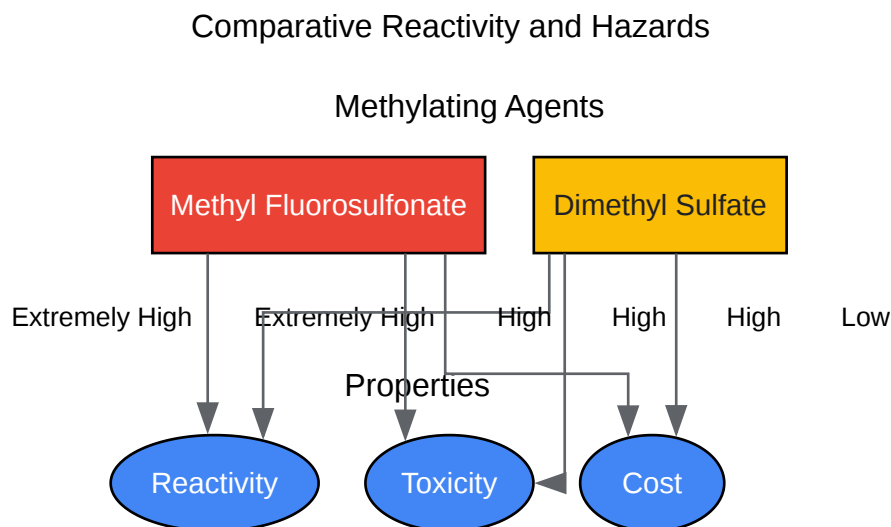 Comparative Reactivity and Hazards
Methylating Agents
Methyl Fluorosulfonate
Dimethyl Sulfate
Extremely High
Extremely High
High
High
High
Low
Properties
Reactivity
Toxicity
Cost